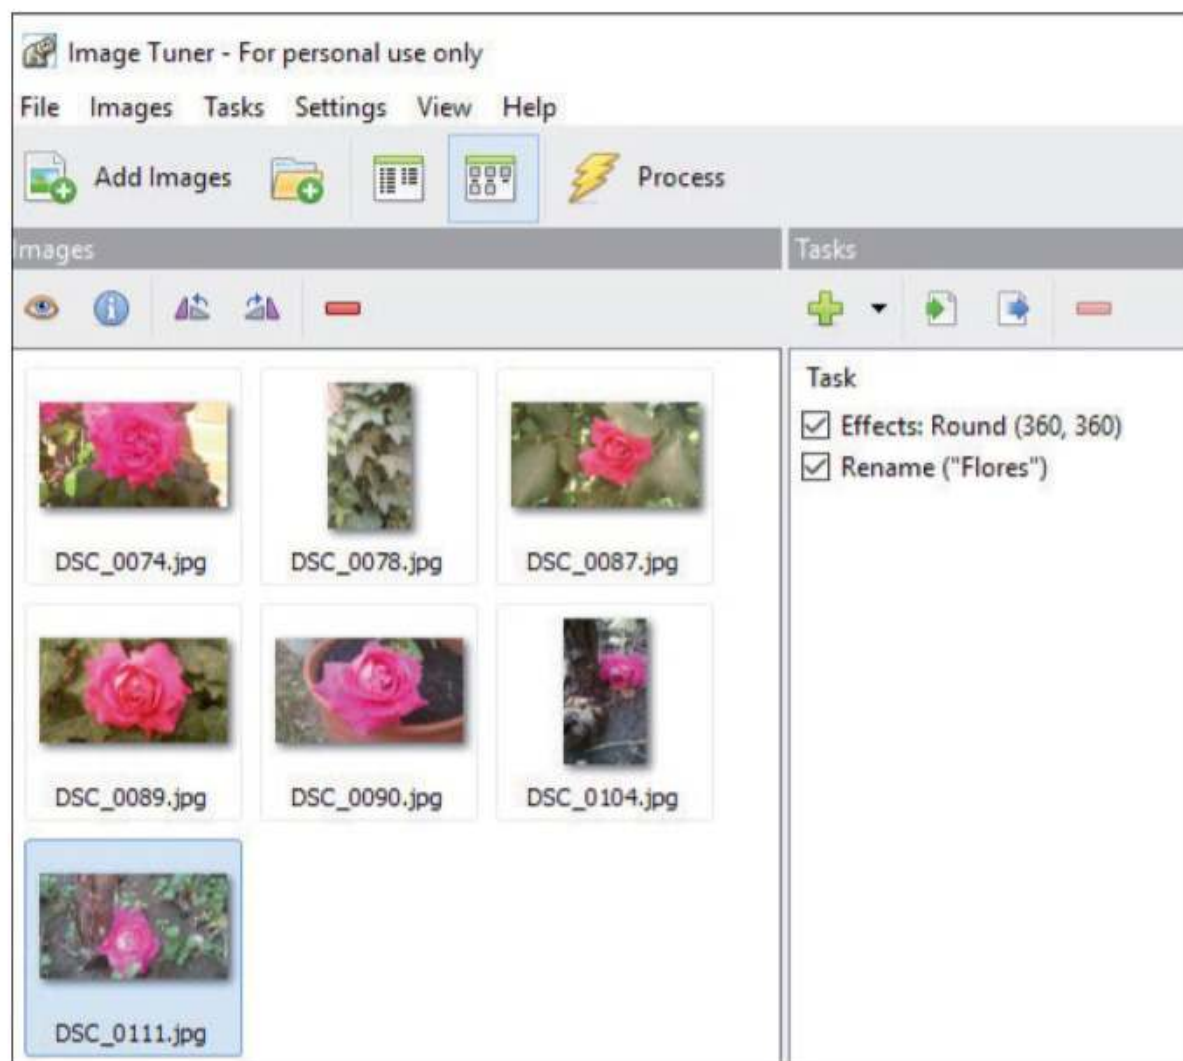 Image Tuner - For personal use only
File Images Tasks Settings View Help
Add Images Process
Images
Tasks
Task
Effects: Round (360, 360)
Rename ("Flores")
DSC_0074.jpg DSC_0078.jpg DSC_0087.jpg
DSC_0089.jpg DSC_0090.jpg DSC_0104.jpg
DSC_0111.jpg